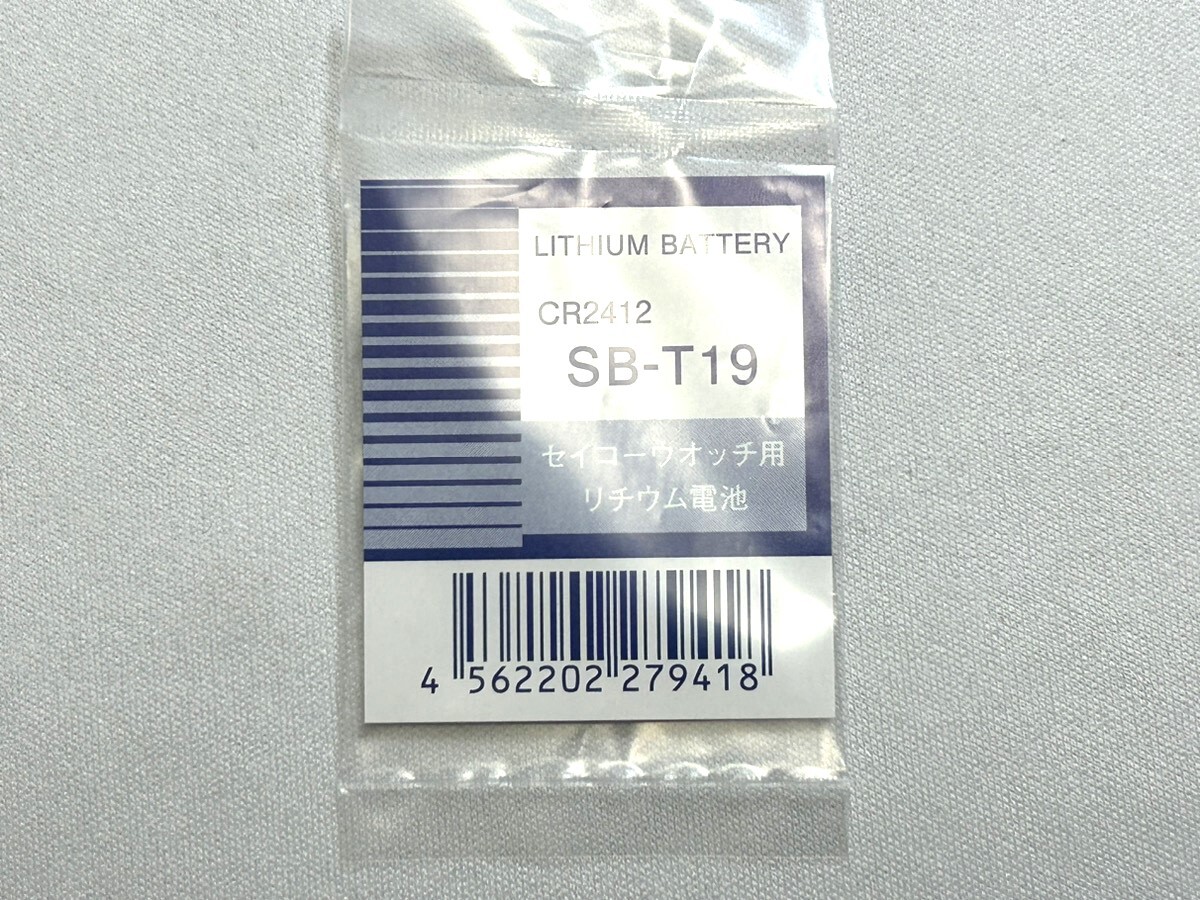 LITHIUM BATTERY
CR2412
SB-T19
セイコーウオッチ用
リチウム電池
4 562202 279418